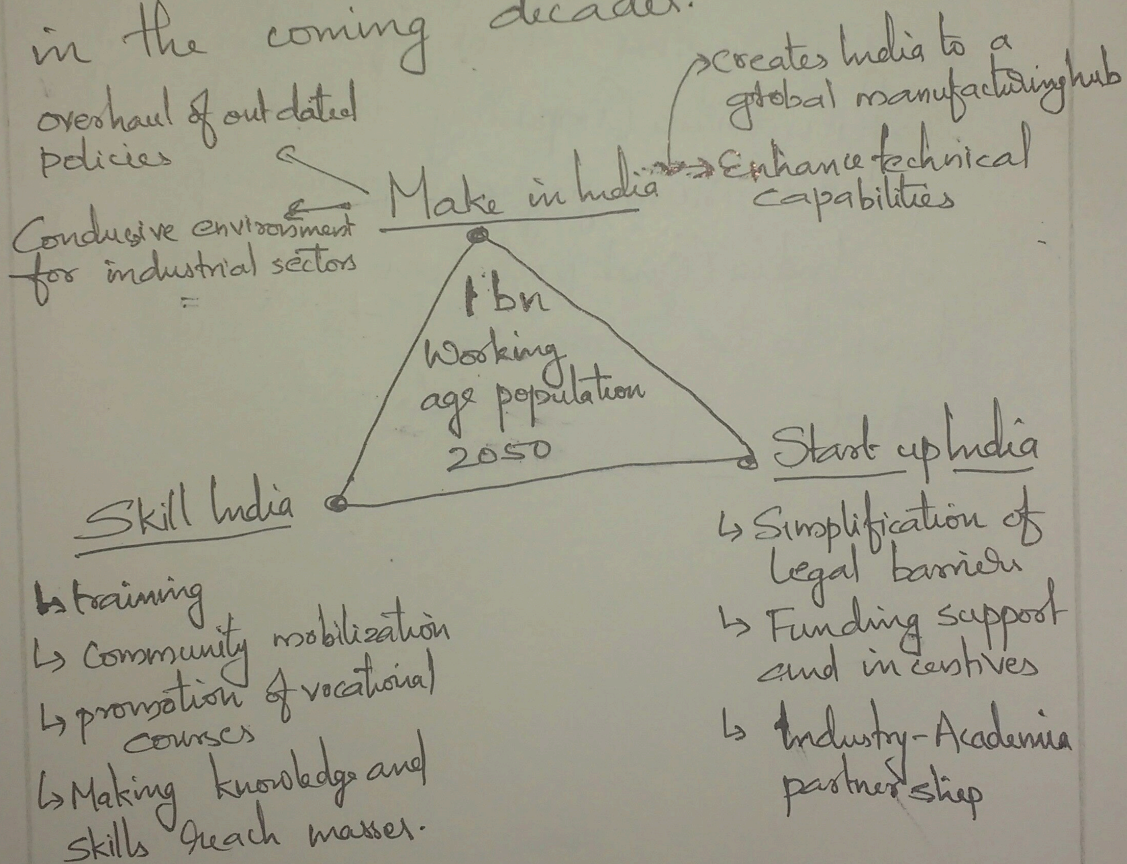 in the coming decades.
overhaul of outdated
policies
Conducive environment
for industrial sectors
Make in India
creates India to a
global manufacturing hub
Enhance technical
capabilities
1 bn
Working
age population
2050
Skill India
training
Community mobilization
promotion of vocational
courses
Making knowledge and
skills reach masses.
Start up India
Simplification of
legal barriers
Funding support
and incentives
Industry-Academia
partnership